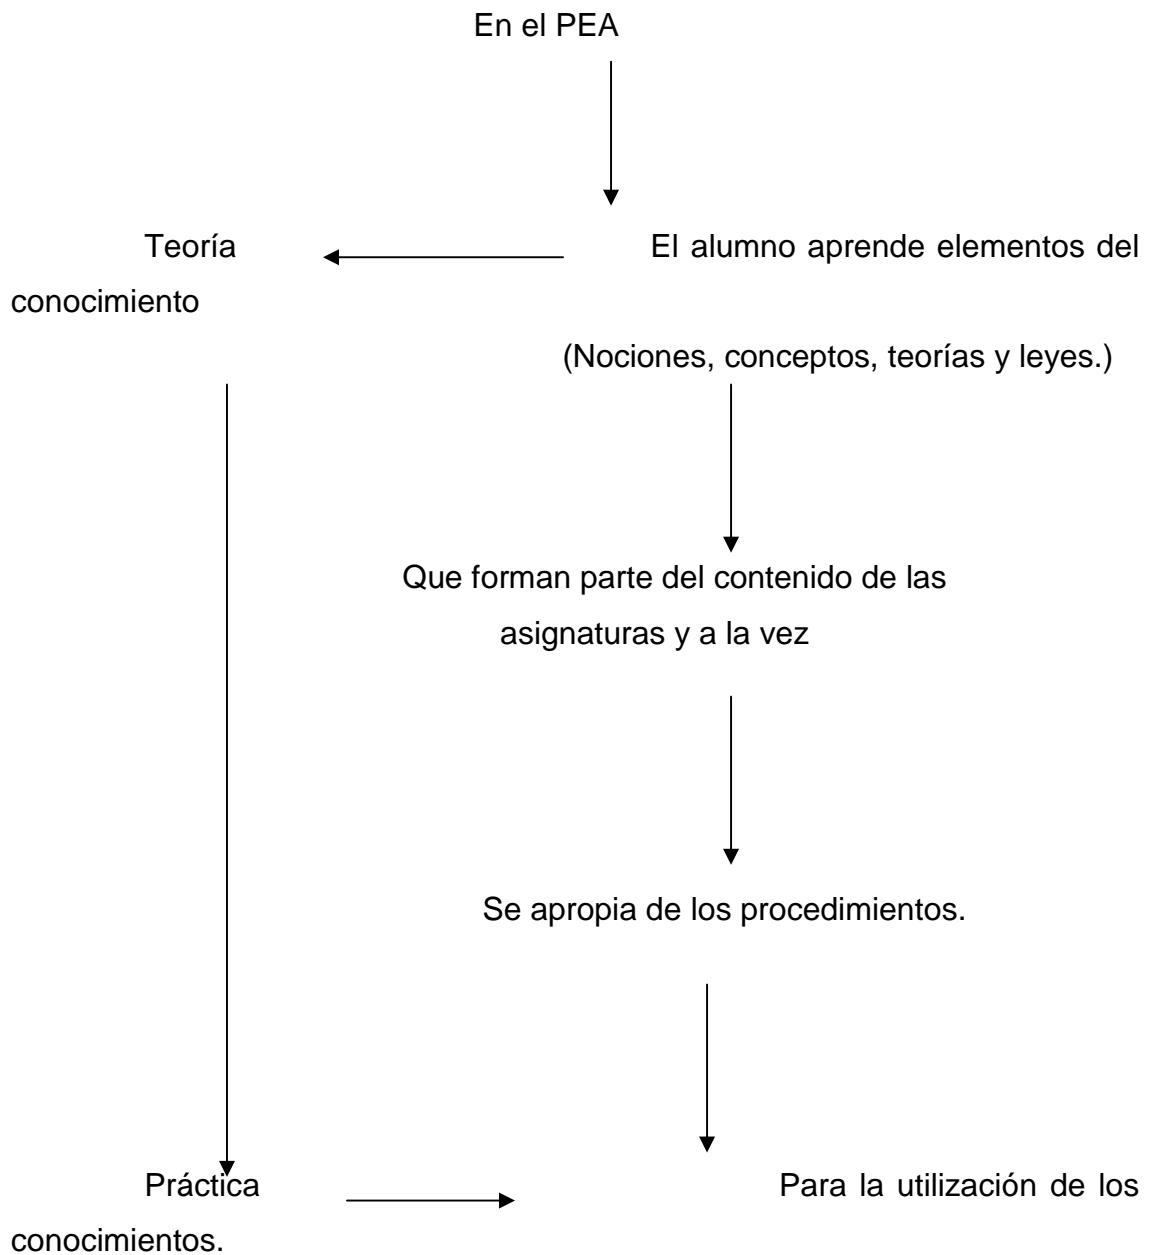 En el PEA
Teoría El alumno aprende elementos del
conocimiento
(Nociones, conceptos, teorías y leyes.)
Que forman parte del contenido de las
asignaturas y a la vez
Se apropia de los procedimientos.
Práctica Para la utilización de los
conocimientos.